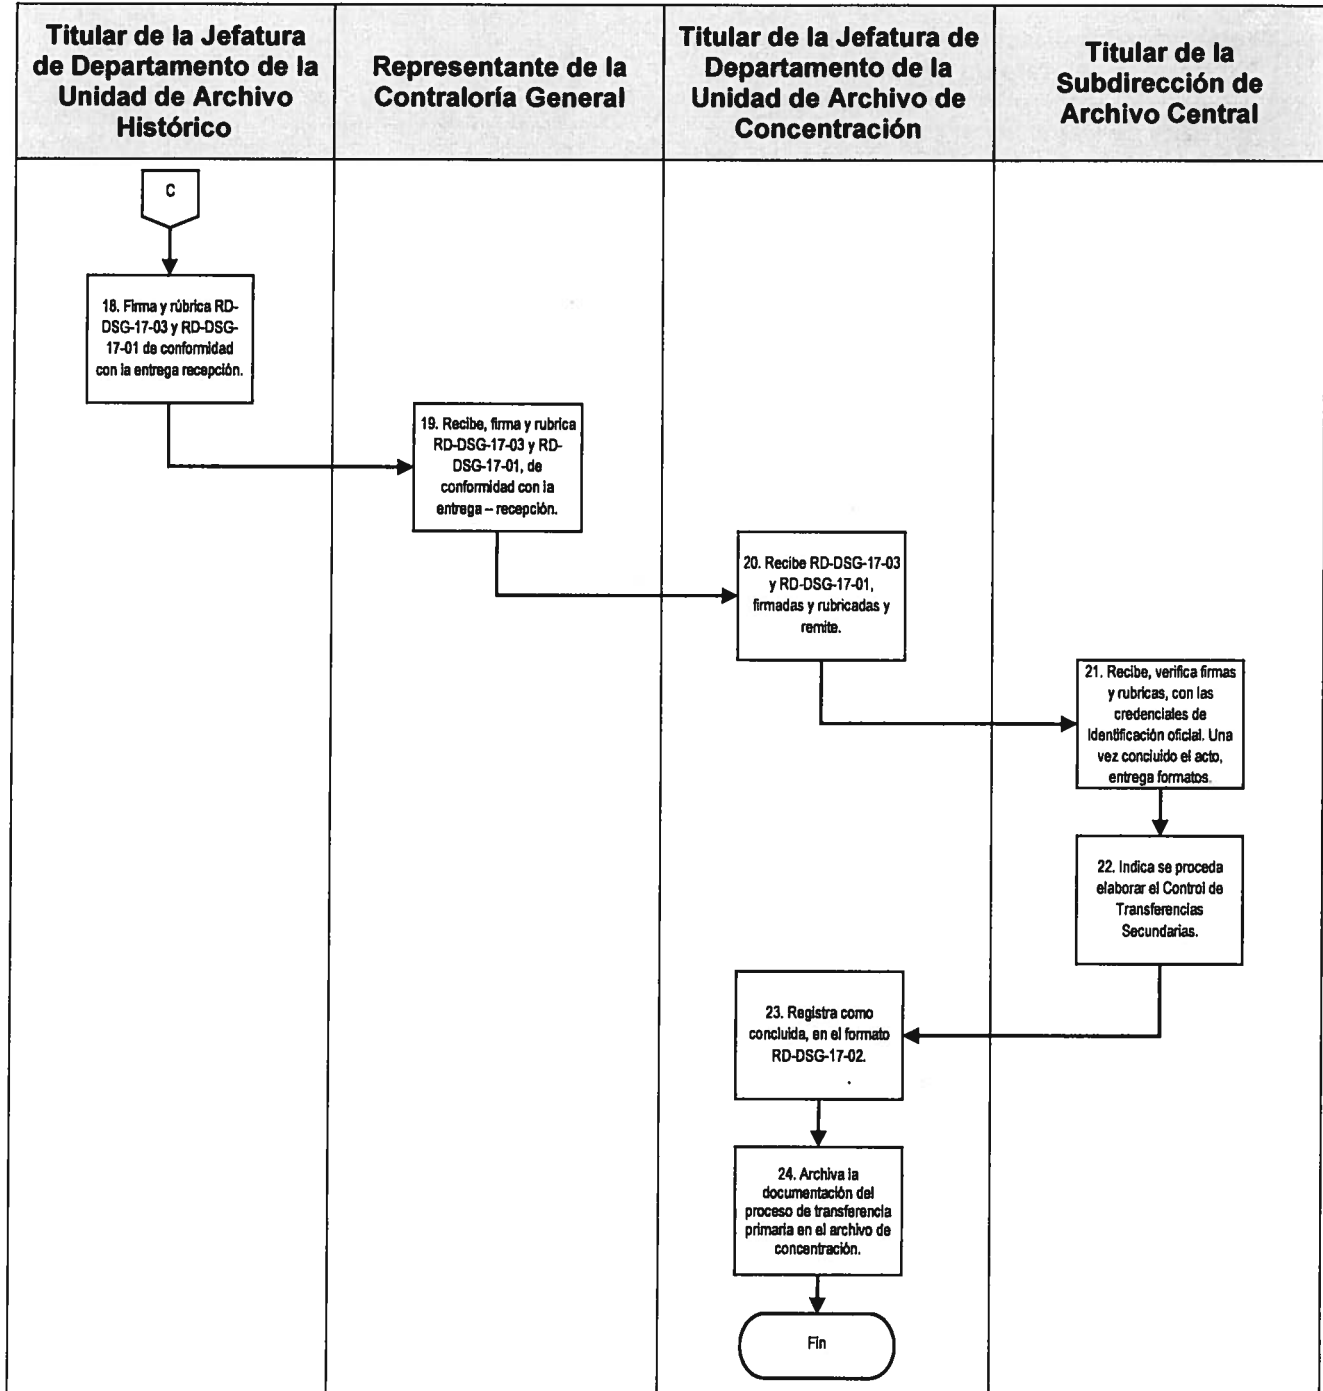 Titular de la Jefatura
de Departamento de la
Unidad de Archivo
Histórico
Representante de la
Contraloría General
Titular de la Jefatura de
Departamento de la
Unidad de Archivo de
Concentración
Titular de la
Subdirección de
Archivo Central
C
18. Firma y rúbrica RD-
DSG-17-03 y RD-DSG-
17-01 de conformidad
con la entrega recepción.
19. Recibe, firma y rubrica
RD-DSG-17-03 y RD-
DSG-17-01, de
conformidad con la
entrega – recepción.
20. Recibe RD-DSG-17-03
y RD-DSG-17-01,
firmadas y rubricadas y
remite.
21. Recibe, verifica firmas
y rubricas, con las
credenciales de
identificación oficial. Una
vez concluido el acto,
entrega formatos.
22. Indica se proceda
elaborar el Control de
Transferencias
Secundarias.
23. Registra como
concluida, en el formato
RD-DSG-17-02.
24. Archiva la
documentación del
proceso de transferencia
primaria en el archivo de
concentración.
Fin